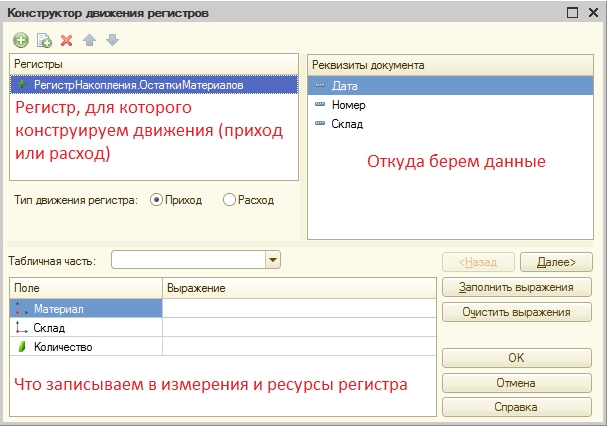 Конструктор движения регистров
Регистры
РегистрНакопления.ОстаткиМатериалов
Регистр, для которого
конструируем движения (приход
или расход)
Тип движения регистра:
Приход
Расход
Реквизиты документа
Дата
Номер
Склад
Откуда берем данные
Табличная часть:
<Назад
Далее>
Поле
Выражение
Материал
Склад
Количество
Что записываем в измерения и ресурсы регистра
Заполнить выражения
Очистить выражения
OK
Отмена
Справка